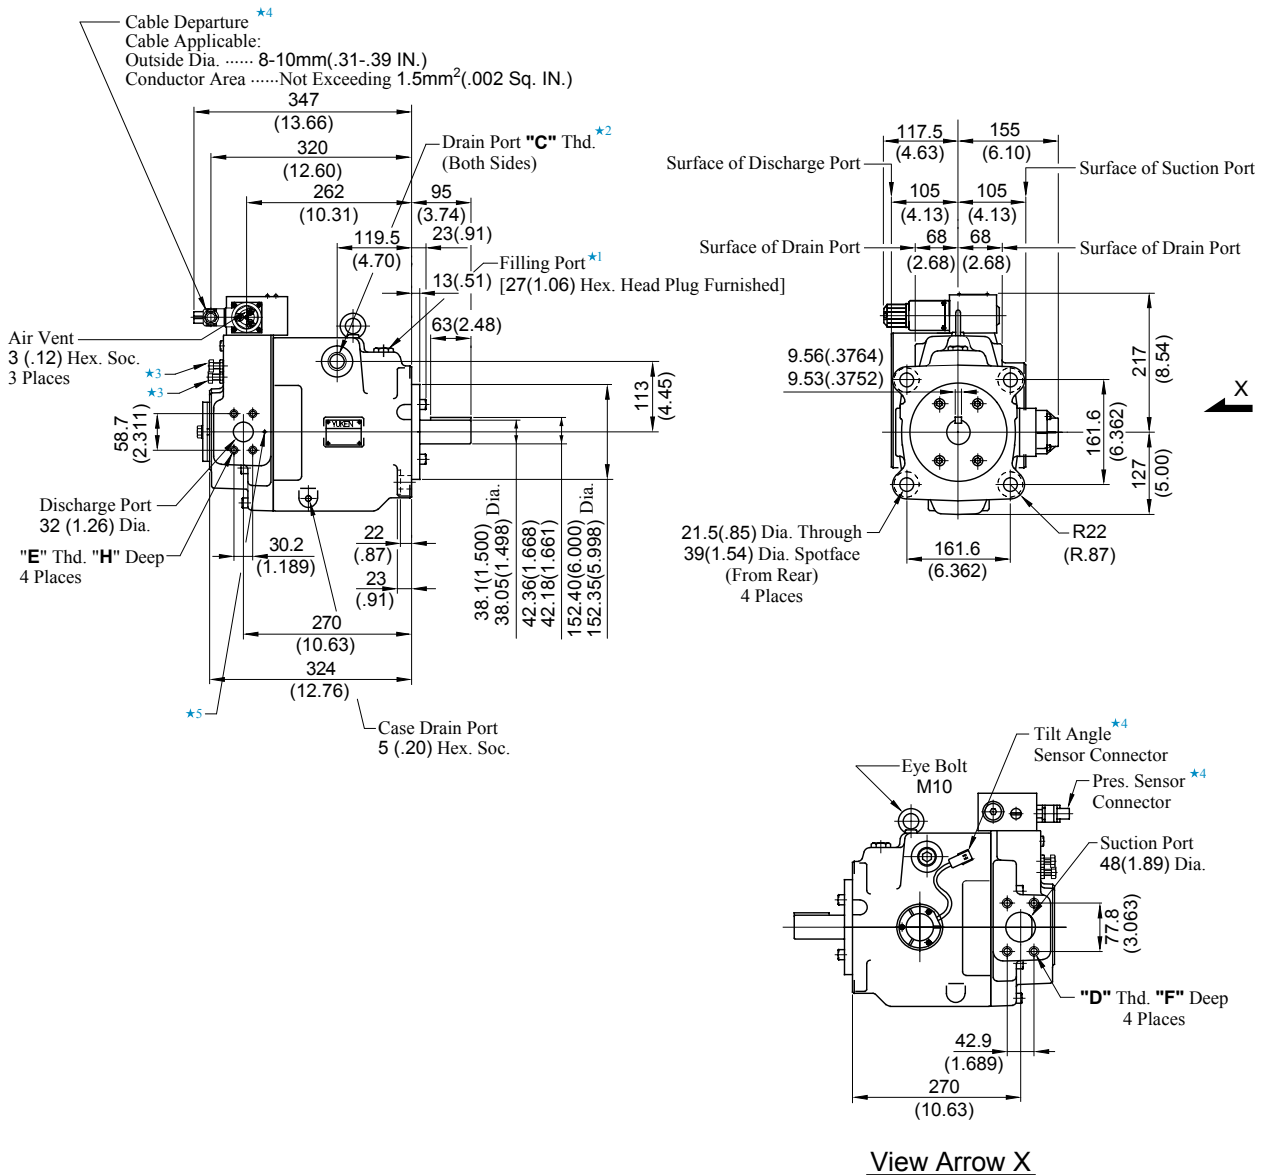 Cable Departure ★4
Cable Applicable:
Outside Dia. ······ 8-10mm(.31-.39 IN.)
Conductor Area ······Not Exceeding 1.5mm²(.002 Sq. IN.)
347
(13.66)
320
(12.60)
262
(10.31)
119.5
(4.70)
Drain Port "C" Thd.★2
(Both Sides)
95
(3.74)
23(.91)
Filling Port★1
13(.51) [27(1.06) Hex. Head Plug Furnished]
63(2.48)
Air Vent
3 (.12) Hex. Soc.
3 Places
★3
★3
58.7
(2.311)
YUKEN
113
(4.45)
Discharge Port
32 (1.26) Dia.
"E" Thd. "H" Deep
4 Places
30.2
(1.189)
22
(.87)
23
(.91)
270
(10.63)
324
(12.76)
★5
Case Drain Port
5 (.20) Hex. Soc.
38.1(1.500) Dia.
38.05(1.498)
42.36(1.668)
42.18(1.661)
152.40(6.000) Dia.
152.35(5.998)
117.5
(4.63)
155
(6.10)
Surface of Discharge Port
Surface of Suction Port
105
(4.13)
105
(4.13)
Surface of Drain Port
68
(2.68)
68
(2.68)
Surface of Drain Port
9.56(.3764)
9.53(.3752)
217
(8.54)
161.6
(6.362)
127
(5.00)
X
21.5(.85) Dia. Through
39(1.54) Dia. Spotface
(From Rear)
4 Places
161.6
(6.362)
R22
(R.87)
Tilt Angle★4
Sensor Connector
Eye Bolt
M10
Pres. Sensor ★4
Connector
Suction Port
48(1.89) Dia.
77.8
(3.063)
"D" Thd. "F" Deep
4 Places
42.9
(1.689)
270
(10.63)
View Arrow X